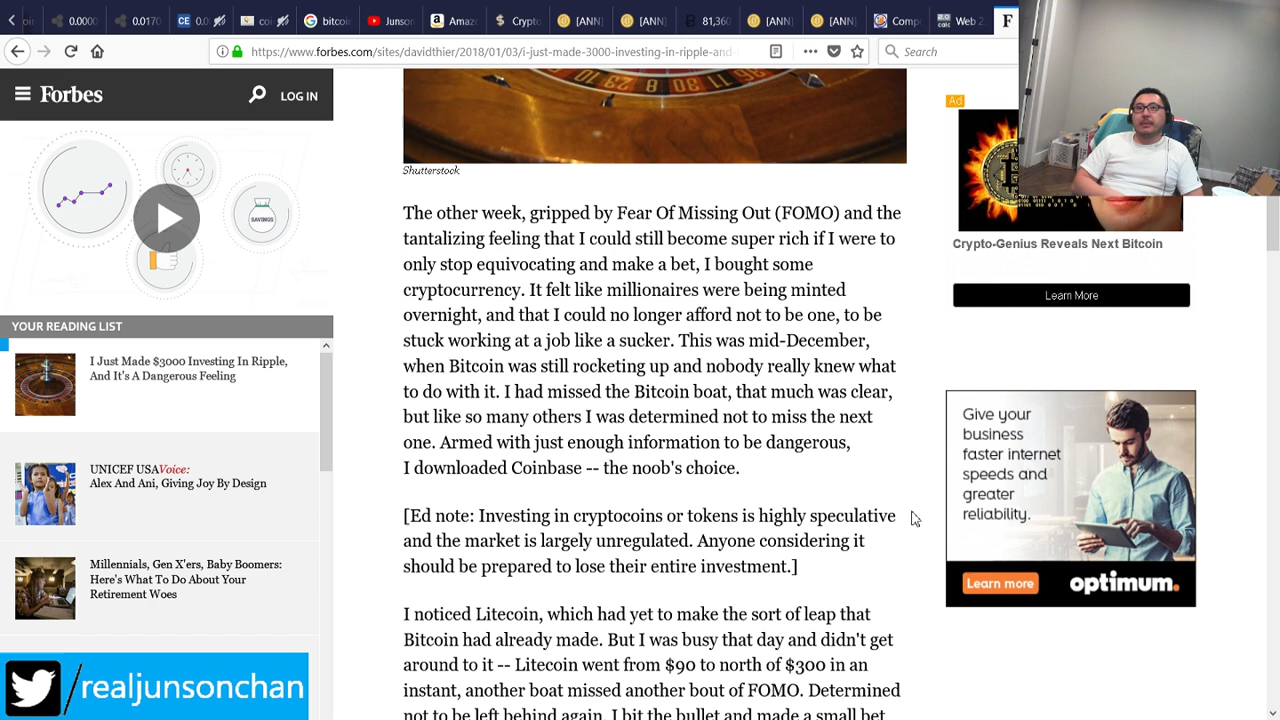 0.0000
0.0170
CE 0.0
coi
bitcoi
Junson
Amaz
Crypto
[ANN]
[ANN]
81,360
[ANN]
[ANN]
Comp
Web 2
F
https://www.forbes.com/sites/davidthier/2018/01/03/i-just-made-3000-investing-in-ripple-and-
Search
Forbes
LOG IN
SAVINGS
YOUR READING LIST
I Just Made $3000 Investing In Ripple,
And It's A Dangerous Feeling
UNICEF USAVoice:
Alex And Ani, Giving Joy By Design
Millennials, Gen X'ers, Baby Boomers:
Here's What To Do About Your
Retirement Woes
/realjunsonchan
Shutterstock
The other week, gripped by Fear Of Missing Out (FOMO) and the
tantalizing feeling that I could still become super rich if I were to
only stop equivocating and make a bet, I bought some
cryptocurrency. It felt like millionaires were being minted
overnight, and that I could no longer afford not to be one, to be
stuck working at a job like a sucker. This was mid-December,
when Bitcoin was still rocketing up and nobody really knew what
to do with it. I had missed the Bitcoin boat, that much was clear,
but like so many others I was determined not to miss the next
one. Armed with just enough information to be dangerous,
I downloaded Coinbase -- the noob's choice.
[Ed note: Investing in cryptocoins or tokens is highly speculative
and the market is largely unregulated. Anyone considering it
should be prepared to lose their entire investment.]
I noticed Litecoin, which had yet to make the sort of leap that
Bitcoin had already made. But I was busy that day and didn't get
around to it -- Litecoin went from $90 to north of $300 in an
instant, another boat missed another bout of FOMO. Determined
not to be left behind again, I bit the bullet and made a small bet
Ad
Crypto-Genius Reveals Next Bitcoin
Learn More
Give your
business
faster internet
speeds and
greater
reliability.
Learn more
optimum.